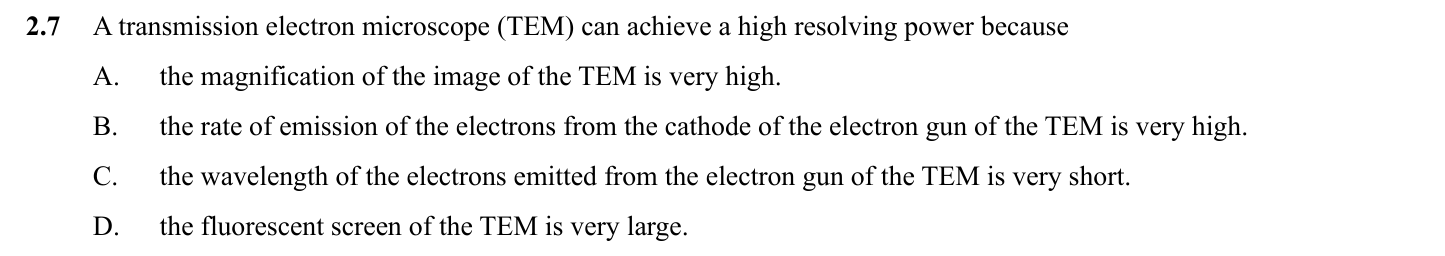 2.7 A transmission electron microscope (TEM) can achieve a high resolving power because
A. the magnification of the image of the TEM is very high.
B. the rate of emission of the electrons from the cathode of the electron gun of the TEM is very high.
C. the wavelength of the electrons emitted from the electron gun of the TEM is very short.
D. the fluorescent screen of the TEM is very large.